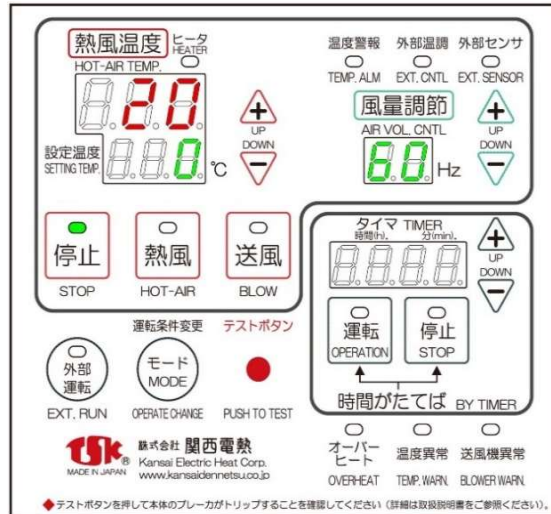 熱風温度 ヒータ
HEATER
HOT-AIR TEMP.
20
設定温度
SETTING TEMP.
0 ℃
+ UP
DOWN −
温度警報 外部温調 外部センサ
TEMP. ALM EXT. CNTL EXT. SENSOR
風量調節
AIR VOL. CNTL
60 Hz
+ UP
DOWN −
停止 熱風 送風
STOP HOT-AIR BLOW
タイマ TIMER
時間(h). 分(min).
8.8.8.8.
+ UP
DOWN −
運転 停止
OPERATION STOP
時間がたてば BY TIMER
運転条件変更 テストボタン
外部
運転
モード
MODE
EXT. RUN OPERATE CHANGE PUSH TO TEST
オーバー
ヒート 温度異常 送風機異常
OVERHEAT TEMP. WARN. BLOWER WARN.
TSK ®
MADE IN JAPAN
株式会社 関西電熱
Kansai Electric Heat Corp.
www.kansaidennetsu.co.jp
◆テストボタンを押して本体のブレーカがトリップすることを確認してください(詳細は取扱説明書をご参照ください)。